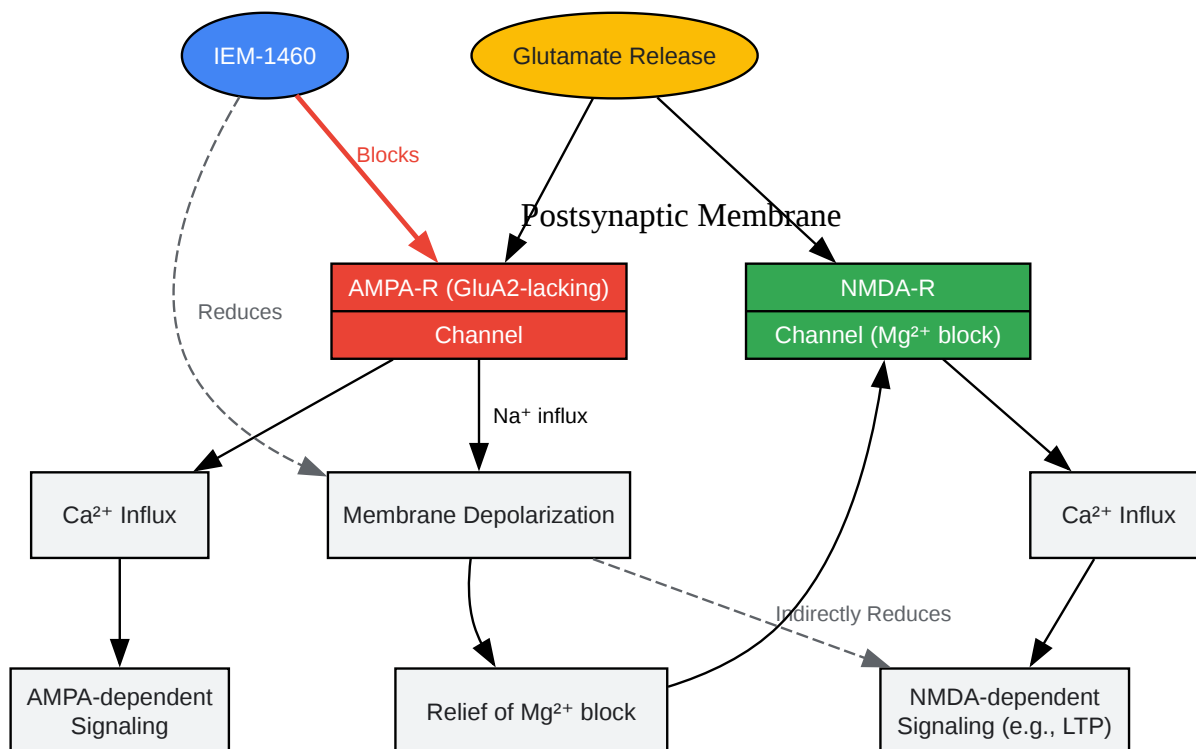 IEM-1460
Glutamate Release
Blocks
Postsynaptic Membrane
AMPA-R (GluA2-lacking)
Channel
NMDA-R
Channel (Mg²⁺ block)
Reduces
Na⁺ influx
Ca²⁺ Influx
Membrane Depolarization
Ca²⁺ Influx
Indirectly Reduces
AMPA-dependent
Signaling
Relief of Mg²⁺ block
NMDA-dependent
Signaling (e.g., LTP)